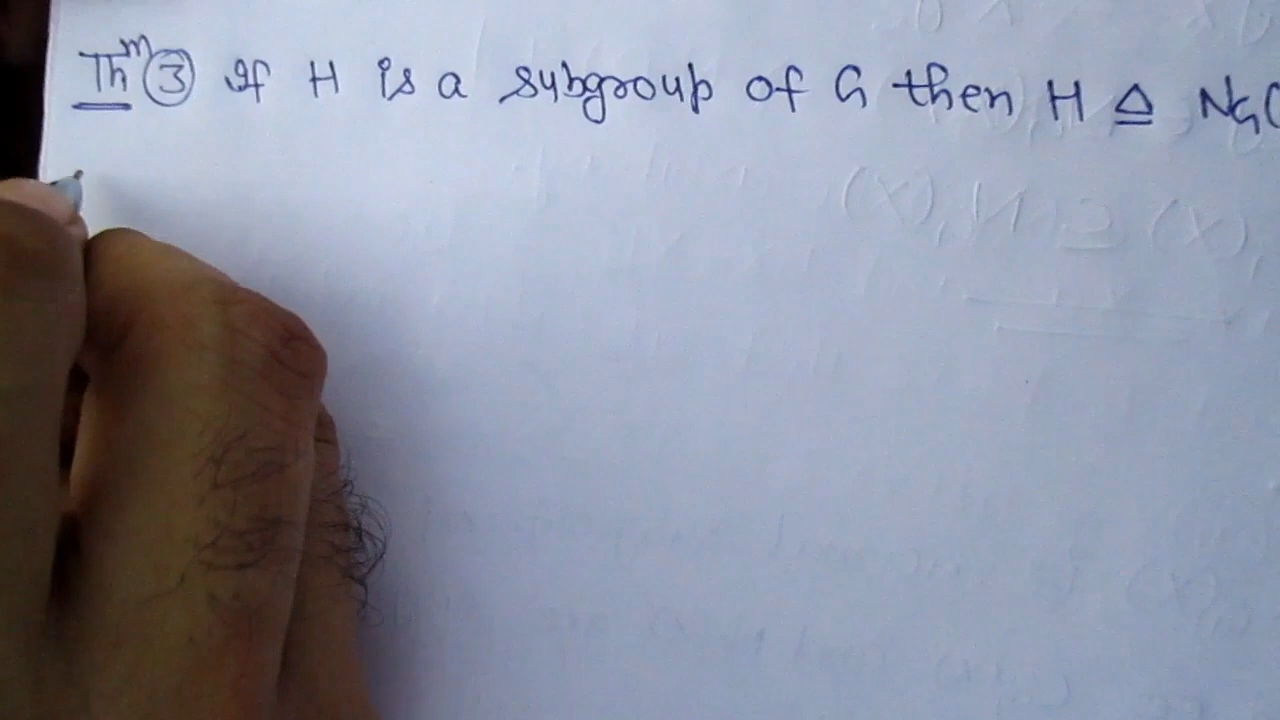 Thm ③ If H is a subgroup of G then H ⊴ NG(